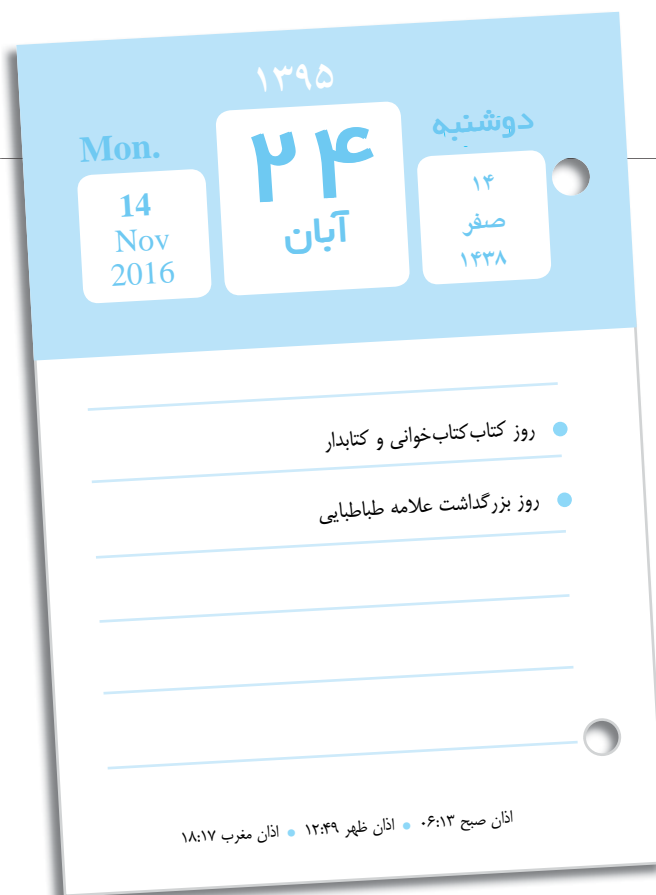 ۱۳۹۵
دوشنبه
۱۴
صفر
۱۴۳۸
۲۴
آبان
Mon.
14
Nov
2016
روز کتاب‌کتاب‌خوانی و کتابدار
روز بزرگداشت علامه طباطبایی
اذان صبح ۰۶:۱۳ • اذان ظهر ۱۲:۴۹ • اذان مغرب ۱۸:۱۷